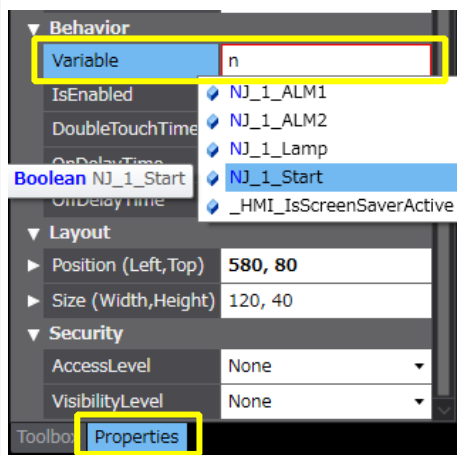 Behavior
Variable n
IsEnabled NJ_1_ALM1
DoubleTouchTime NJ_1_ALM2
OnDelayTime NJ_1_Lamp
Boolean NJ_1_Start NJ_1_Start
OffDelayTime _HMI_IsScreenSaverActive
Layout
Position (Left,Top) 580, 80
Size (Width,Height) 120, 40
Security
AccessLevel None
VisibilityLevel None
Toolbox Properties